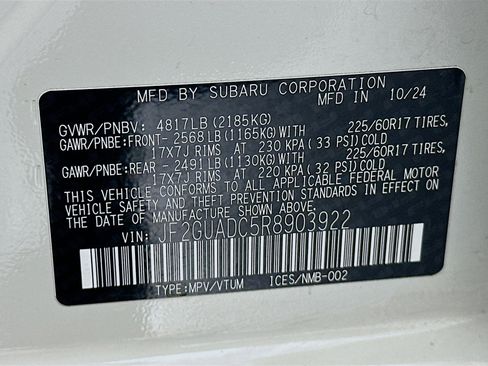 MFD BY SUBARU CORPORATION
MFD IN 10/24
GVWR/PNBV: 4817LB(2185KG)
GAWR/PNBE:FRONT- 2568LB(1165KG)WITH 225/60R17 TIRES,
17X7J RIMS AT 230 KPA (33 PSI)COLD
GAWR/PNBE:REAR - 2491LB(1130KG)WITH 225/60R17 TIRES,
17X7J RIMS AT 220 KPA (32 PSI)COLD
THIS VEHICLE CONFORMS TO ALL APPLICABLE FEDERAL MOTOR
VEHICLE SAFETY AND THEFT PREVENTION STANDARDS IN EFFECT
ON THE DATE OF MANUFACTURE SHOWN ABOVE.
VIN: JF2GUADC5R8903922
TYPE:MPV/VTUM ICES/NMB-002